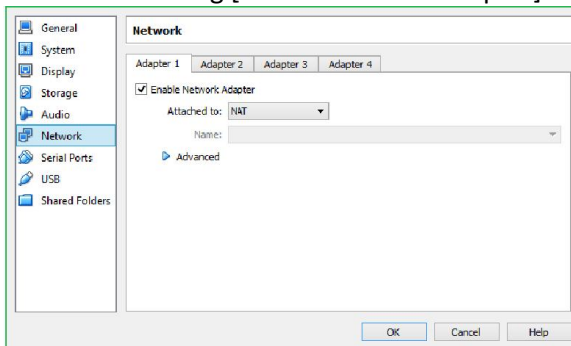 General
System
Display
Storage
Audio
Network
Serial Ports
USB
Shared Folders
Network
Adapter 1 Adapter 2 Adapter 3 Adapter 4
Enable Network Adapter
Attached to: NAT
Name:
Advanced
OK Cancel Help